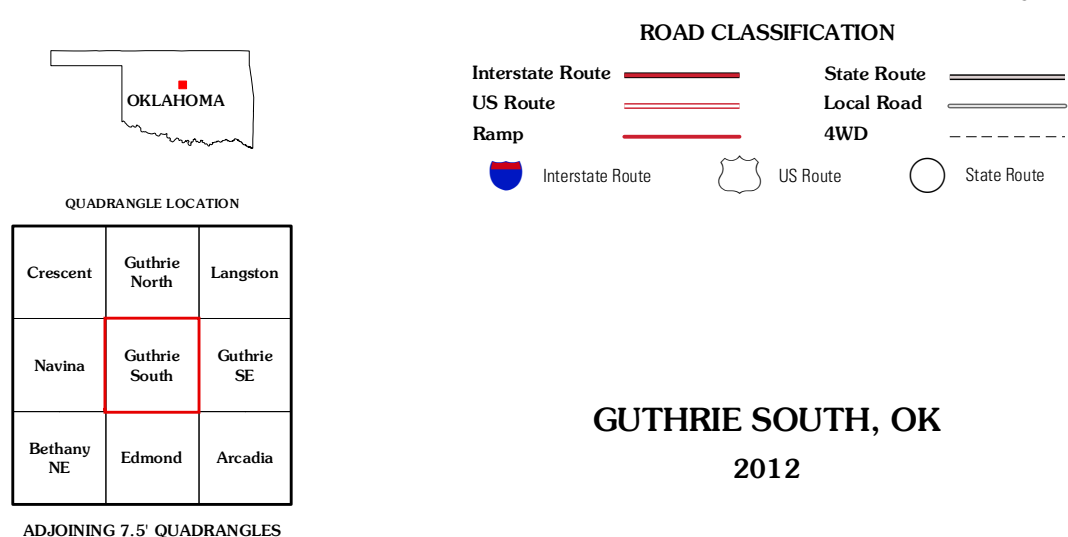 ROAD CLASSIFICATION
Interstate Route
State Route
US Route
Local Road
Ramp
4WD
Interstate Route
US Route
State Route
OKLAHOMA
QUADRANGLE LOCATION
Crescent
Guthrie
North
Langston
Navina
Guthrie
South
Guthrie
SE
Bethany
NE
Edmond
Arcadia
ADJOINING 7.5' QUADRANGLES
GUTHRIE SOUTH, OK
2012